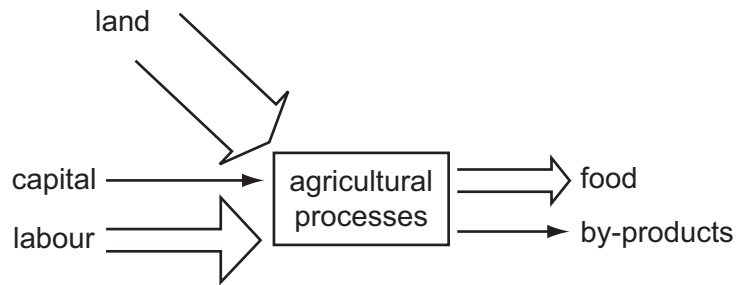 land
capital
labour
agricultural
processes
food
by-products